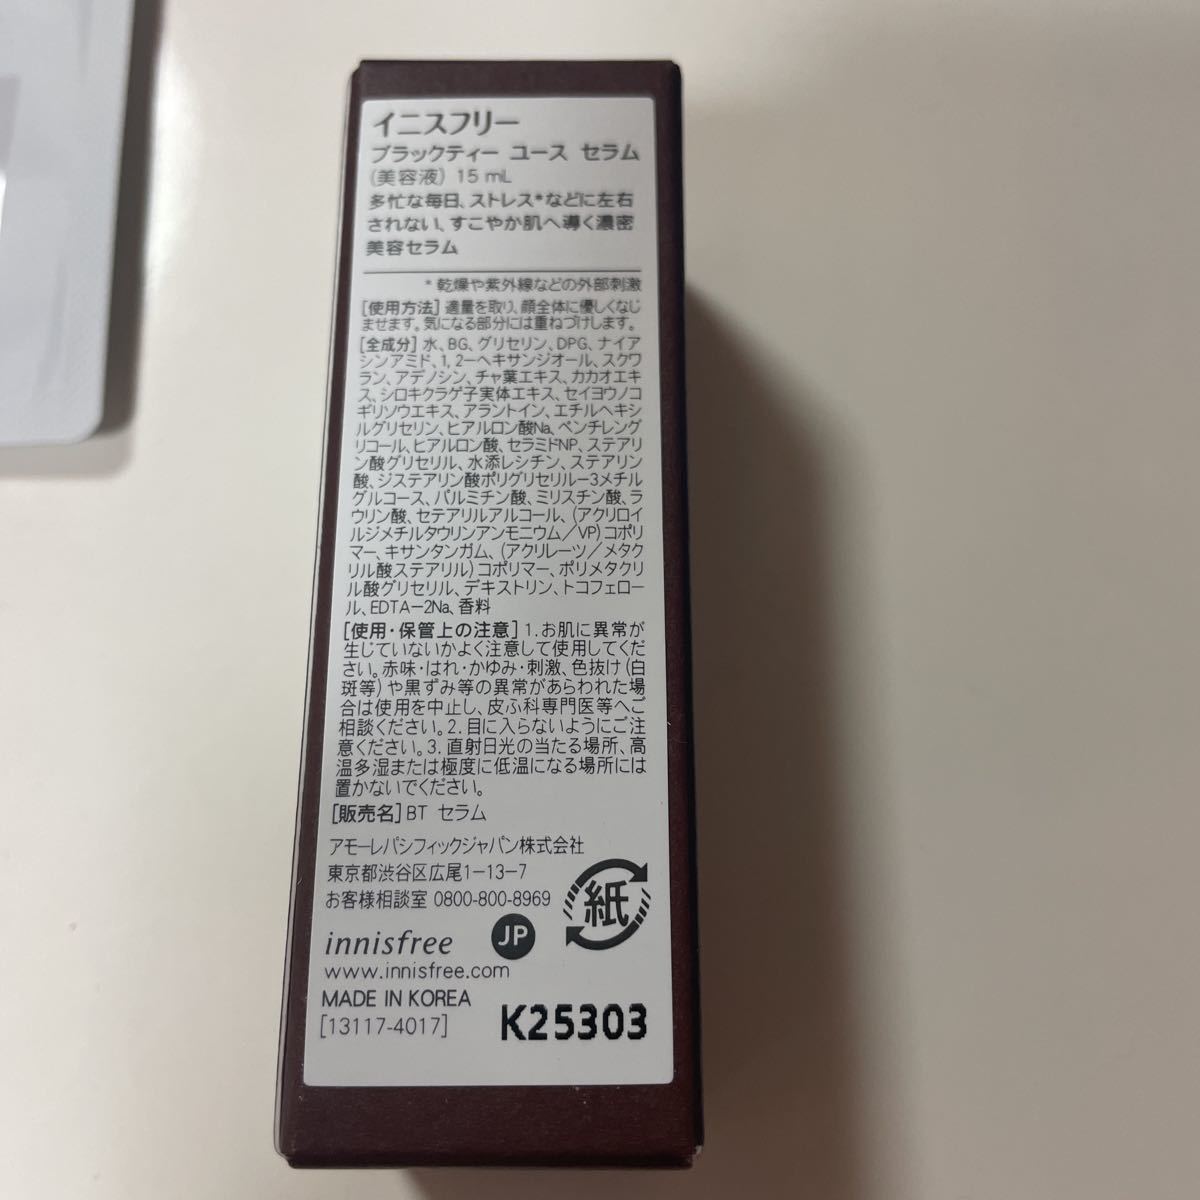 イニスフリー
ブラックティー ユース セラム
(美容液) 15 mL
多忙な毎日、ストレス*などに左右
されない、すこやか肌へ導く濃密
美容セラム
* 乾燥や紫外線などの外部刺激
[使用方法] 適量を取り、顔全体に優しくなじ
ませます。気になる部分には重ねづけします。
[全成分] 水、BG、グリセリン、DPG、ナイア
シンアミド、1,2-ヘキサンジオール、スクワ
ラン、アデノシン、チャ葉エキス、カカオエキ
ス、シロキクラゲ子実体エキス、セイヨウノコ
ギリソウエキス、アラントイン、エチルヘキシ
ルグリセリン、ヒアルロン酸Na、ペンチレング
リコール、ヒアルロン酸、セラミドNP、ステアリ
ン酸グリセリル、水添レシチン、ステアリン
酸、ジステアリン酸ポリグリセリル-3メチル
グルコース、パルミチン酸、ミリスチン酸、ラ
ウリン酸、セテアリルアルコール、(アクリロイ
ルジメチルタウリンアンモニウム/VP)コポリ
マー、キサンタンガム、(アクリレーツ/メタク
リル酸ステアリル)コポリマー、ポリメタクリ
ル酸グリセリル、デキストリン、トコフェロー
ル、EDTA-2Na、香料
[使用・保管上の注意] 1.お肌に異常が
生じていないかよく注意して使用してくだ
さい。赤味・はれ・かゆみ・刺激、色抜け(白
斑等)や黒ずみ等の異常があらわれた場
合は使用を中止し、皮ふ科専門医等へご
相談ください。2.目に入らないようにご注
意ください。3.直射日光の当たる場所、高
温多湿または極度に低温になる場所には
置かないでください。
[販売名] BT セラム
アモーレパシフィックジャパン株式会社
東京都渋谷区広尾1-13-7
お客様相談室 0800-800-8969
紙
innisfree JP
www.innisfree.com
MADE IN KOREA
[13117-4017] K25303